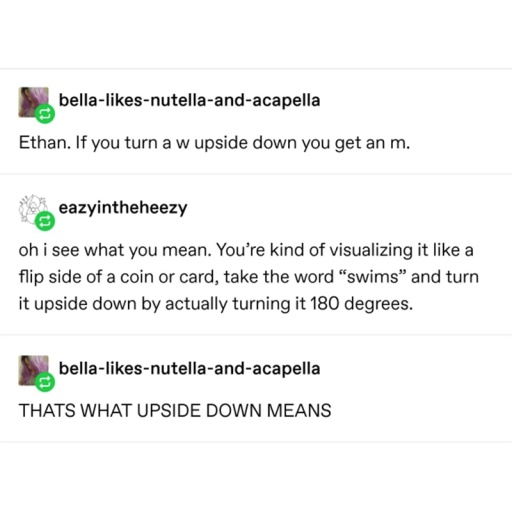 bella-likes-nutella-and-acapella
Ethan. If you turn a w upside down you get an m.
eazyintheheezy
oh i see what you mean. You’re kind of visualizing it like a
flip side of a coin or card, take the word “swims” and turn
it upside down by actually turning it 180 degrees.
bella-likes-nutella-and-acapella
THATS WHAT UPSIDE DOWN MEANS